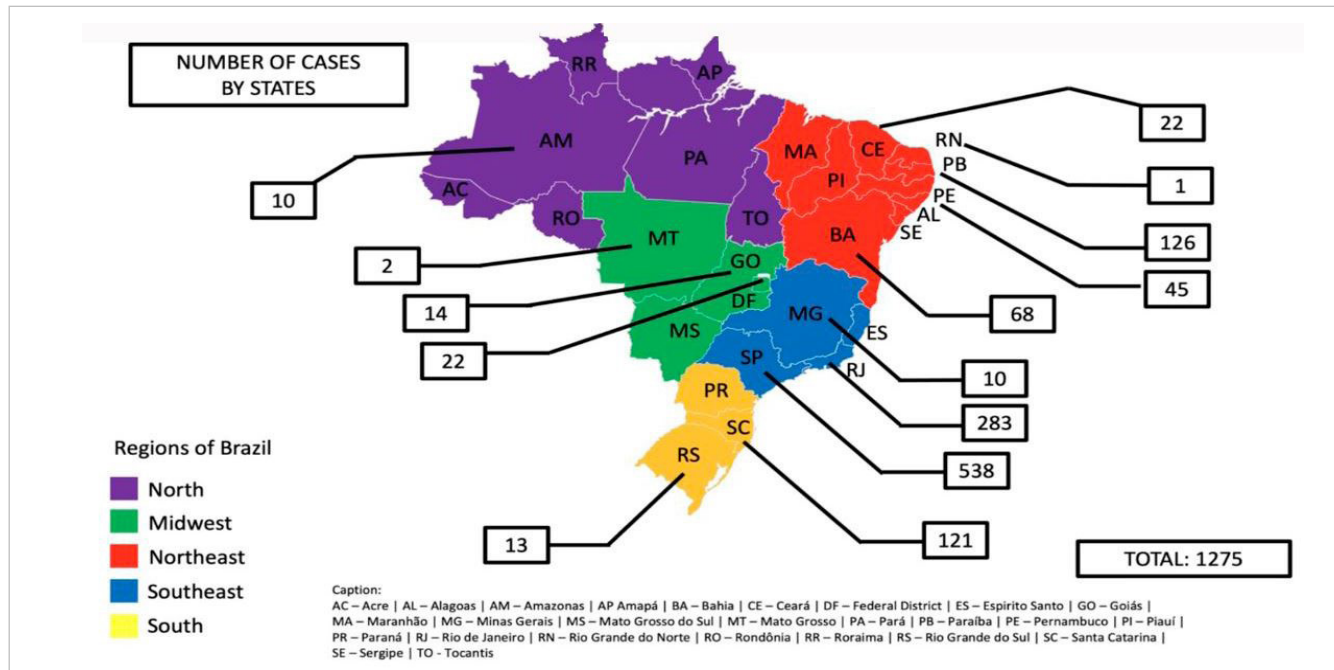 NUMBER OF CASES
BY STATES
RR
AP
22
AM
PA
MA
CE
RN
PB
1
10
AC
PI
PE
AL
RO
TO
SE
126
MT
BA
2
GO
45
14
DF
MG
68
22
MS
ES
SP
RJ
10
PR
283
SC
Regions of Brazil
RS
538
North
Midwest
13
121
Northeast
TOTAL: 1275
Southeast
South
Caption:
AC – Acre | AL – Alagoas | AM – Amazonas | AP Amapá | BA – Bahia | CE – Ceará | DF – Federal District | ES – Espirito Santo | GO – Goiás |
MA – Maranhão | MG – Minas Gerais | MS – Mato Grosso do Sul | MT – Mato Grosso | PA – Pará | PB – Paraíba | PE – Pernambuco | PI – Piauí |
PR – Paraná | RJ – Rio de Janeiro | RN – Rio Grande do Norte | RO – Rondônia | RR – Roraima | RS – Rio Grande do Sul | SC – Santa Catarina |
SE – Sergipe | TO - Tocantis